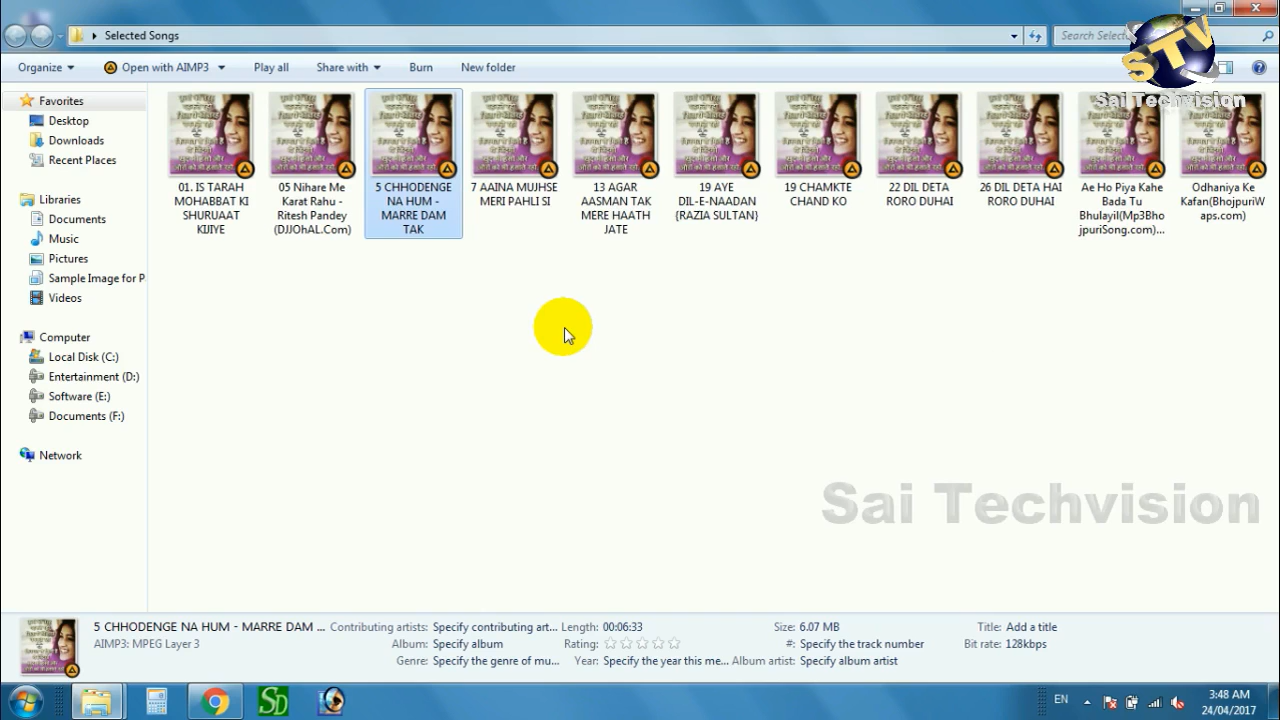 Selected Songs
Search Selec
STV
Sai Techvision
Organize
Open with AIMP3
Play all
Share with
Burn
New folder
Favorites
Desktop
Downloads
Recent Places
Libraries
Documents
Music
Pictures
Sample Image for P
Videos
Computer
Local Disk (C:)
Entertainment (D:)
Software (E:)
Documents (F:)
Network
01. IS TARAH
MOHABBAT KI
SHURUAAT
KIJIYE
05 Nihare Me
Karat Rahu -
Ritesh Pandey
(DJJOhAL.Com)
5 CHHODENGE
NA HUM -
MARRE DAM
TAK
7 AAINA MUJHSE
MERI PAHLI SI
13 AGAR
AASMAN TAK
MERE HAATH
JATE
19 AYE
DIL-E-NAADAN
{RAZIA SULTAN}
19 CHAMKTE
CHAND KO
22 DIL DETA
RORO DUHAI
26 DIL DETA HAI
RORO DUHAI
Ae Ho Piya Kahe
Bada Tu
Bhulayil(Mp3Bho
jpuriSong.com)...
Odhaniya Ke
Kafan(BhojpuriW
aps.com)
Sai Techvision
5 CHHODENGE NA HUM - MARRE DAM ...
AIMP3: MPEG Layer 3
Contributing artists: Specify contributing art...
Album: Specify album
Genre: Specify the genre of mu...
Length: 00:06:33
Rating:
Year: Specify the year this me...
Size: 6.07 MB
#: Specify the track number
Album artist: Specify album artist
Title: Add a title
Bit rate: 128kbps
SD
EN
3:48 AM
24/04/2017